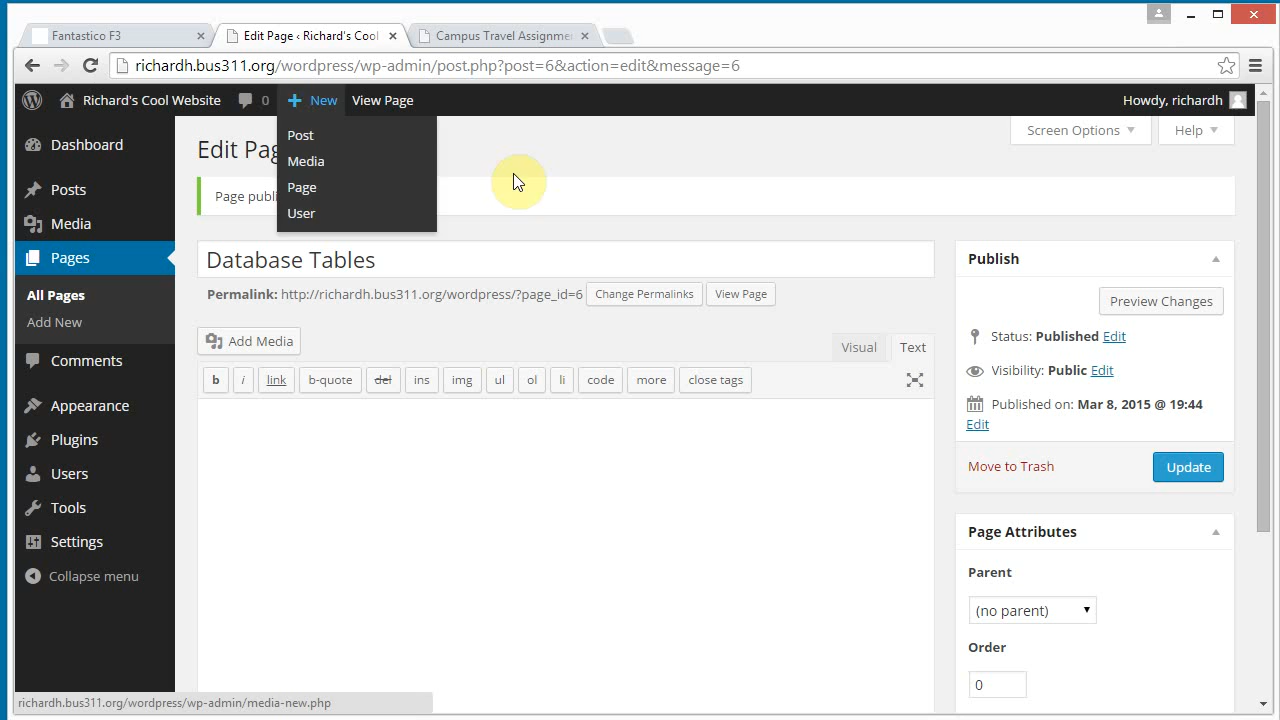 Fantastico F3
Edit Page ‹ Richard's Cool
Campus Travel Assignmen
richardh.bus311.org/wordpress/wp-admin/post.php?post=6&action=edit&message=6
Richard's Cool Website 0 + New View Page Howdy, richardh
Post
Media
Page
User
Dashboard
Posts
Media
Pages
All Pages
Add New
Comments
Appearance
Plugins
Users
Tools
Settings
Collapse menu
Screen Options Help
Edit Pag
Page publi
Database Tables
Permalink: http://richardh.bus311.org/wordpress/?page_id=6 Change Permalinks View Page
Add Media
Visual Text
b i link b-quote del ins img ul ol li code more close tags
Publish
Preview Changes
Status: Published Edit
Visibility: Public Edit
Published on: Mar 8, 2015 @ 19:44
Edit
Move to Trash Update
Page Attributes
Parent
(no parent)
Order
0
richardh.bus311.org/wordpress/wp-admin/media-new.php